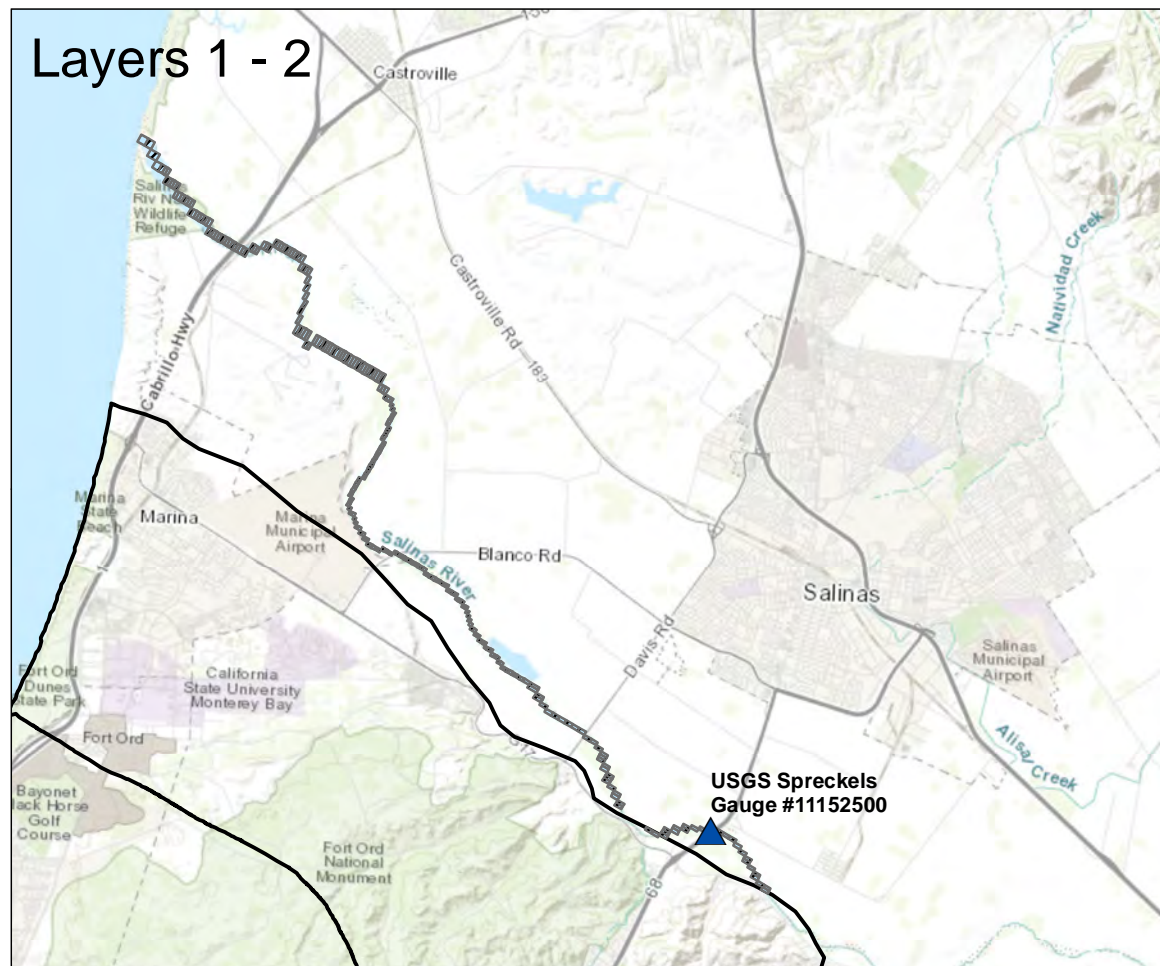 Layers 1 - 2
Castroville
Salinas
Riv N
Wildlife
Refuge
Natividad Creek
Castroville Rd
183
Cabrillo Hwy
Marina
State
Beach
Marina
Marina
Municipal
Airport
Salinas River
Blanco Rd
Salinas
Davis Rd
Salinas
Municipal
Airport
Fort Ord
Dunes
State Park
California
State University
Monterey Bay
Fort Ord
G17
Alisal Creek
USGS Spreckels
Gauge #11152500
Bayonet
lack Horse
Golf
Course
Fort Ord
National
Monument
68